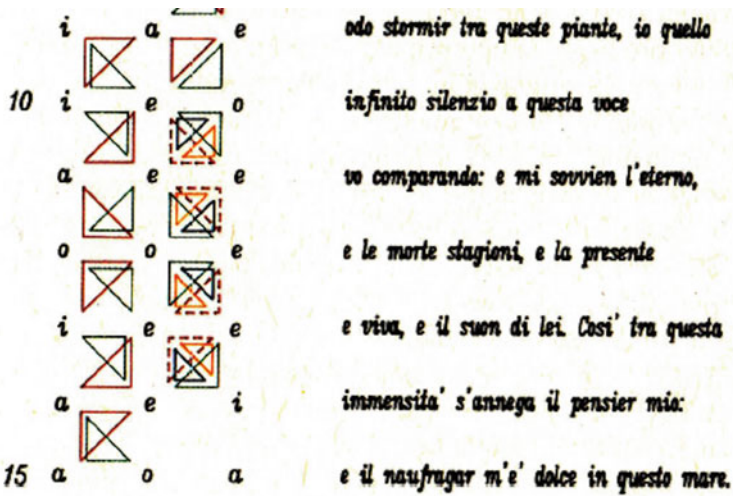 i a e odo stormir tra queste piante, io quello
10 i e o infinito silenzio a questa voce
a e e vo comparando: e mi sovvien l'eterno,
o o e e le morte stagioni, e la presente
i e e e viva, e il suon di lei. Cosi' tra questa
a e i immensita' s'annega il pensier mio:
15 a o a e il naufragar m'e' dolce in questo mare.